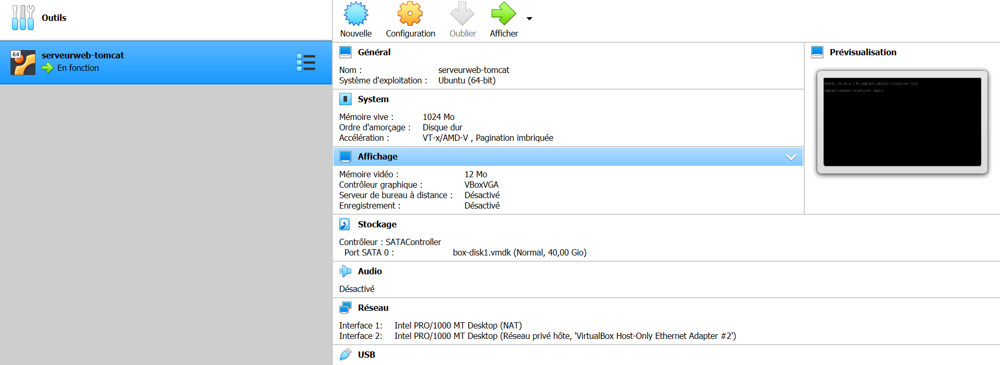 Outils
64
serveurweb-tomcat
En fonction
Nouvelle
Configuration
Oublier
Afficher
Général
Nom : serveurweb-tomcat
Système d'exploitation : Ubuntu (64-bit)
System
Mémoire vive : 1024 Mo
Ordre d'amorçage : Disque dur
Accélération : VT-x/AMD-V , Pagination imbriquée
Affichage
Mémoire vidéo : 12 Mo
Contrôleur graphique : VBoxVGA
Serveur de bureau à distance : Désactivé
Enregistrement : Désactivé
Prévisualisation
Stockage
Contrôleur : SATAController
Port SATA 0 : box-disk1.vmdk (Normal, 40,00 Gio)
Audio
Désactivé
Réseau
Interface 1: Intel PRO/1000 MT Desktop (NAT)
Interface 2: Intel PRO/1000 MT Desktop (Réseau privé hôte, 'VirtualBox Host-Only Ethernet Adapter #2')
USB